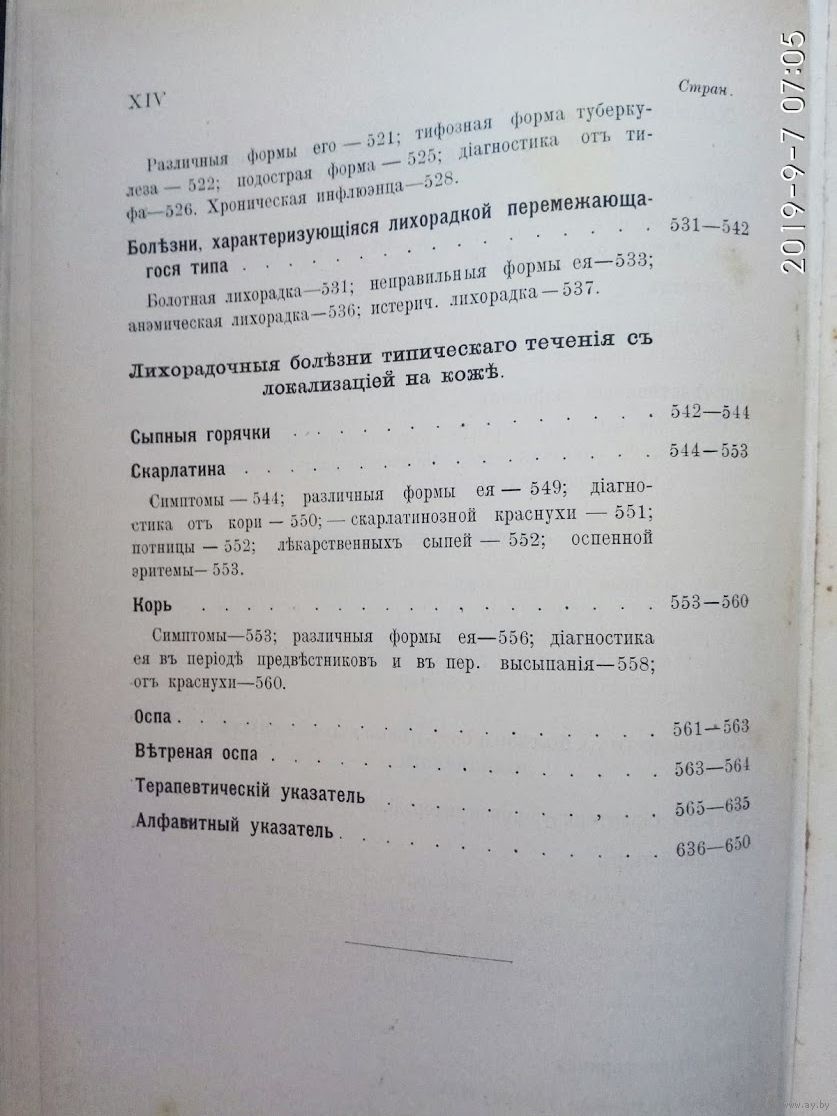 XIV
Стран.
Различныя формы его — 521; тифозная форма туберку-
леза — 522; подострая форма — 525; діагностика отъ ти-
фа—526. Хроническая инфлюэнца—528.
Болѣзни, характеризующіяся лихорадкой перемежающа-
гося типа . . . . . . . . . . . . 531—542
Болотная лихорадка—531; неправильныя формы ея—533;
анэмическая лихорадка—536; истерич. лихорадка — 537.
Лихорадочныя болѣзни типическаго теченія съ
локализаціей на кожѣ.
Сыпныя горячки . . . . . . . . . . . . 542—544
Скарлатина . . . . . . . . . . . . 544—553
Симптомы — 544; различныя формы ея — 549; діагно-
стика отъ кори — 550; — скарлатинозной краснухи — 551;
потницы — 552; лѣкарственныхъ сыпей — 552; оспенной
эритемы— 553.
Корь . . . . . . . . . . . . 553—560
Симптомы—553; различныя формы ея—556; діагностика
ея въ періодѣ предвѣстниковъ и въ пер. высыпанія—558;
отъ краснухи—560.
Оспа . . . . . . . . . . . . 561—563
Вѣтреная оспа . . . . . . . . . . . . 563—564
Терапевтическій указатель . . . . . . . . . . 565—635
Алфавитный указатель . . . . . . . . . . 636—650
2019-9-7 07:05
www.ay.by